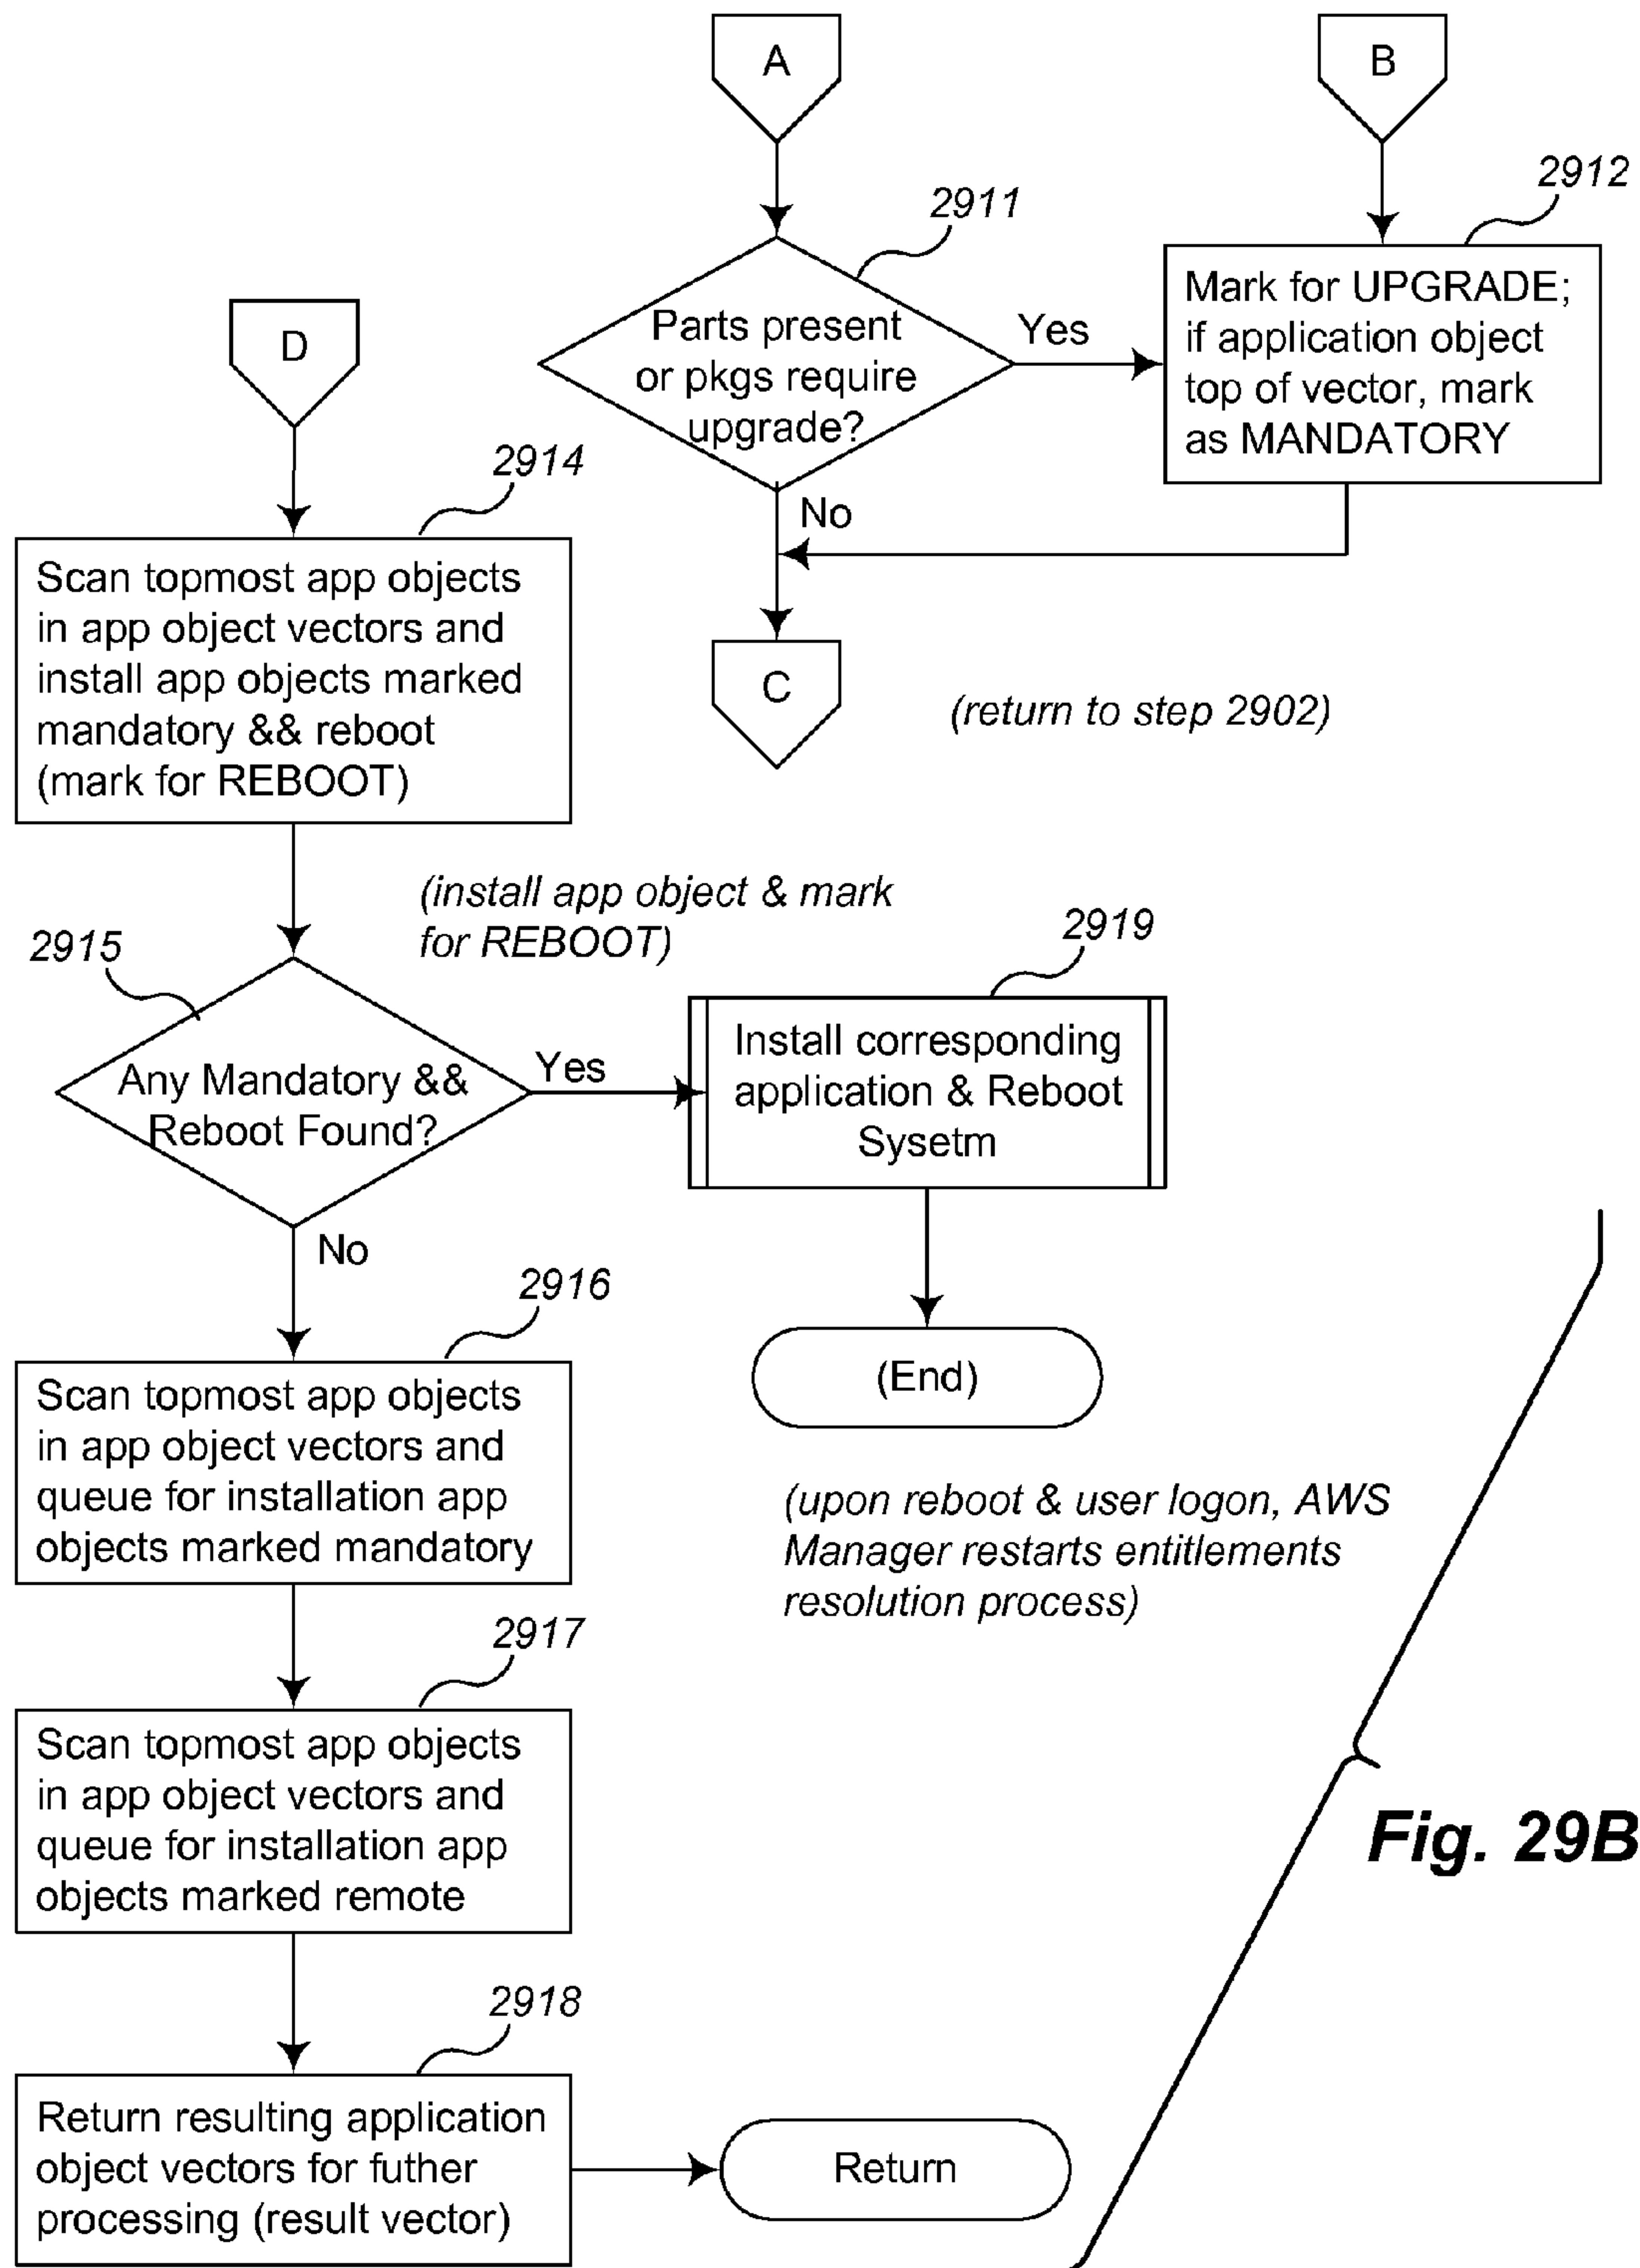 A
B
2911
2912
Parts present
or pkgs require
upgrade?
Yes
Mark for UPGRADE;
if application object
top of vector, mark
as MANDATORY
No
C
(return to step 2902)
D
2914
Scan topmost app objects
in app object vectors and
install app objects marked
mandatory && reboot
(mark for REBOOT)
(install app object & mark
for REBOOT)
2915
Any Mandatory &&
Reboot Found?
Yes
2919
Install corresponding
application & Reboot
Sysetm
No
(End)
(upon reboot & user logon, AWS
Manager restarts entitlements
resolution process)
2916
Scan topmost app objects
in app object vectors and
queue for installation app
objects marked mandatory
2917
Scan topmost app objects
in app object vectors and
queue for installation app
objects marked remote
2918
Return resulting application
object vectors for futher
processing (result vector)
Return
Fig. 29B